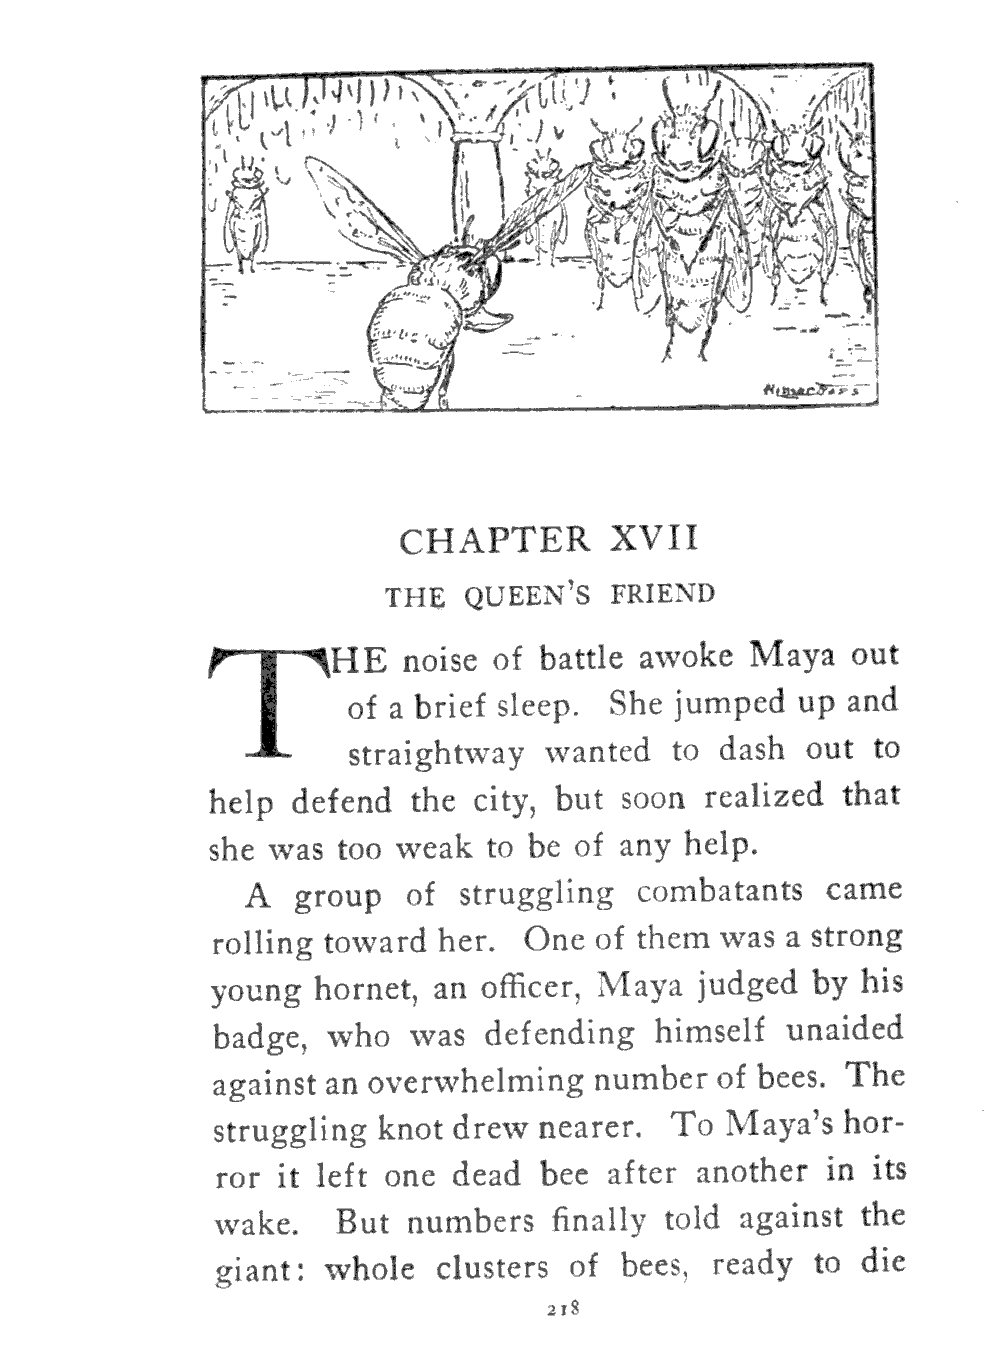 CHAPTER XVII
THE QUEEN'S FRIEND
THE noise of battle awoke Maya out
of a brief sleep. She jumped up and
straightway wanted to dash out to
help defend the city, but soon realized that
she was too weak to be of any help.
A group of struggling combatants came
rolling toward her. One of them was a strong
young hornet, an officer, Maya judged by his
badge, who was defending himself unaided
against an overwhelming number of bees. The
struggling knot drew nearer. To Maya's hor-
ror it left one dead bee after another in its
wake. But numbers finally told against the
giant: whole clusters of bees, ready to die
218